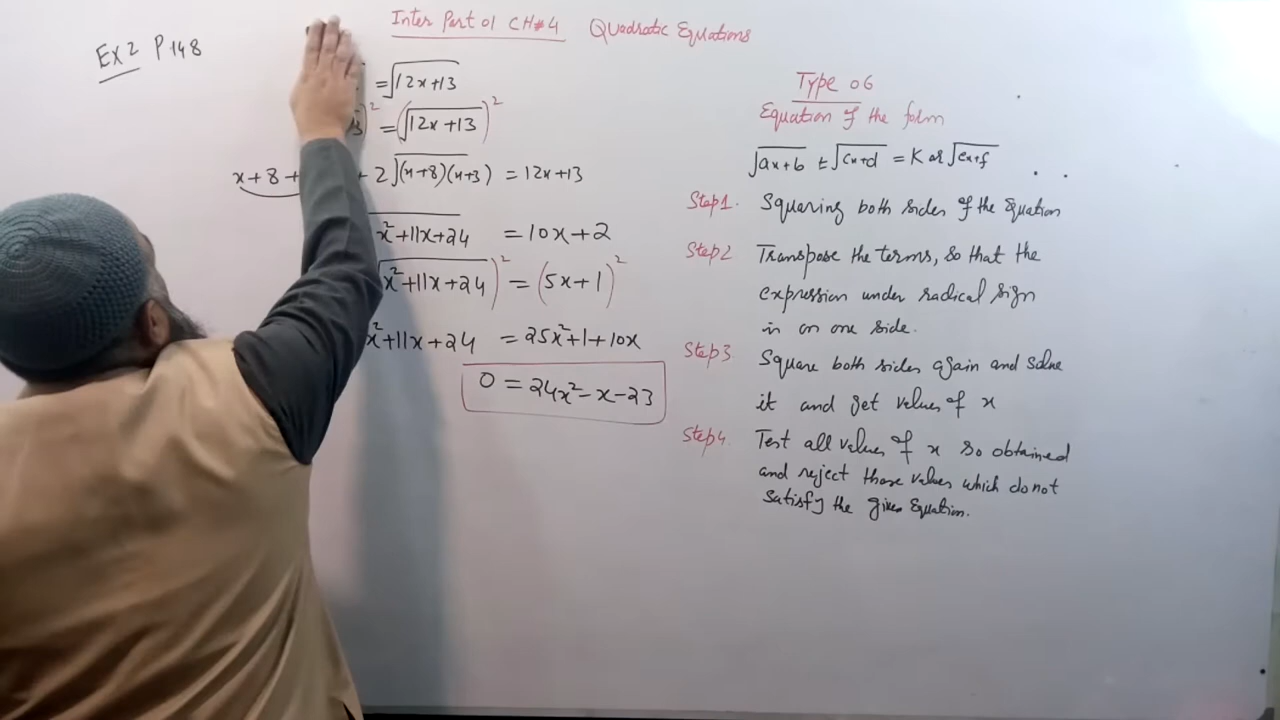 Inter Part 01 CH#4 Quadratic Equations
Ex2 P148
= √12x+13
)² = (√12x+13)²
x+8+ + 2√(x+8)(x+3) = 12x+13
x²+11x+24 = 10x+2
x²+11x+24)² = (5x+1)²
x²+11x+24 = 25x²+1+10x
0 = 24x²-x-23
Type 06
Equation of the form
√ax+b ± √cx+d = K or √ex+f
Step1. Squaring both sides of the Equation
Step2 Transpose the terms, so that the
expression under radical sign
is on one side.
Step3 Square both sides again and solve
it and get values of x
Step4. Test all values of x so obtained
and reject those values which do not
satisfy the given Equation.